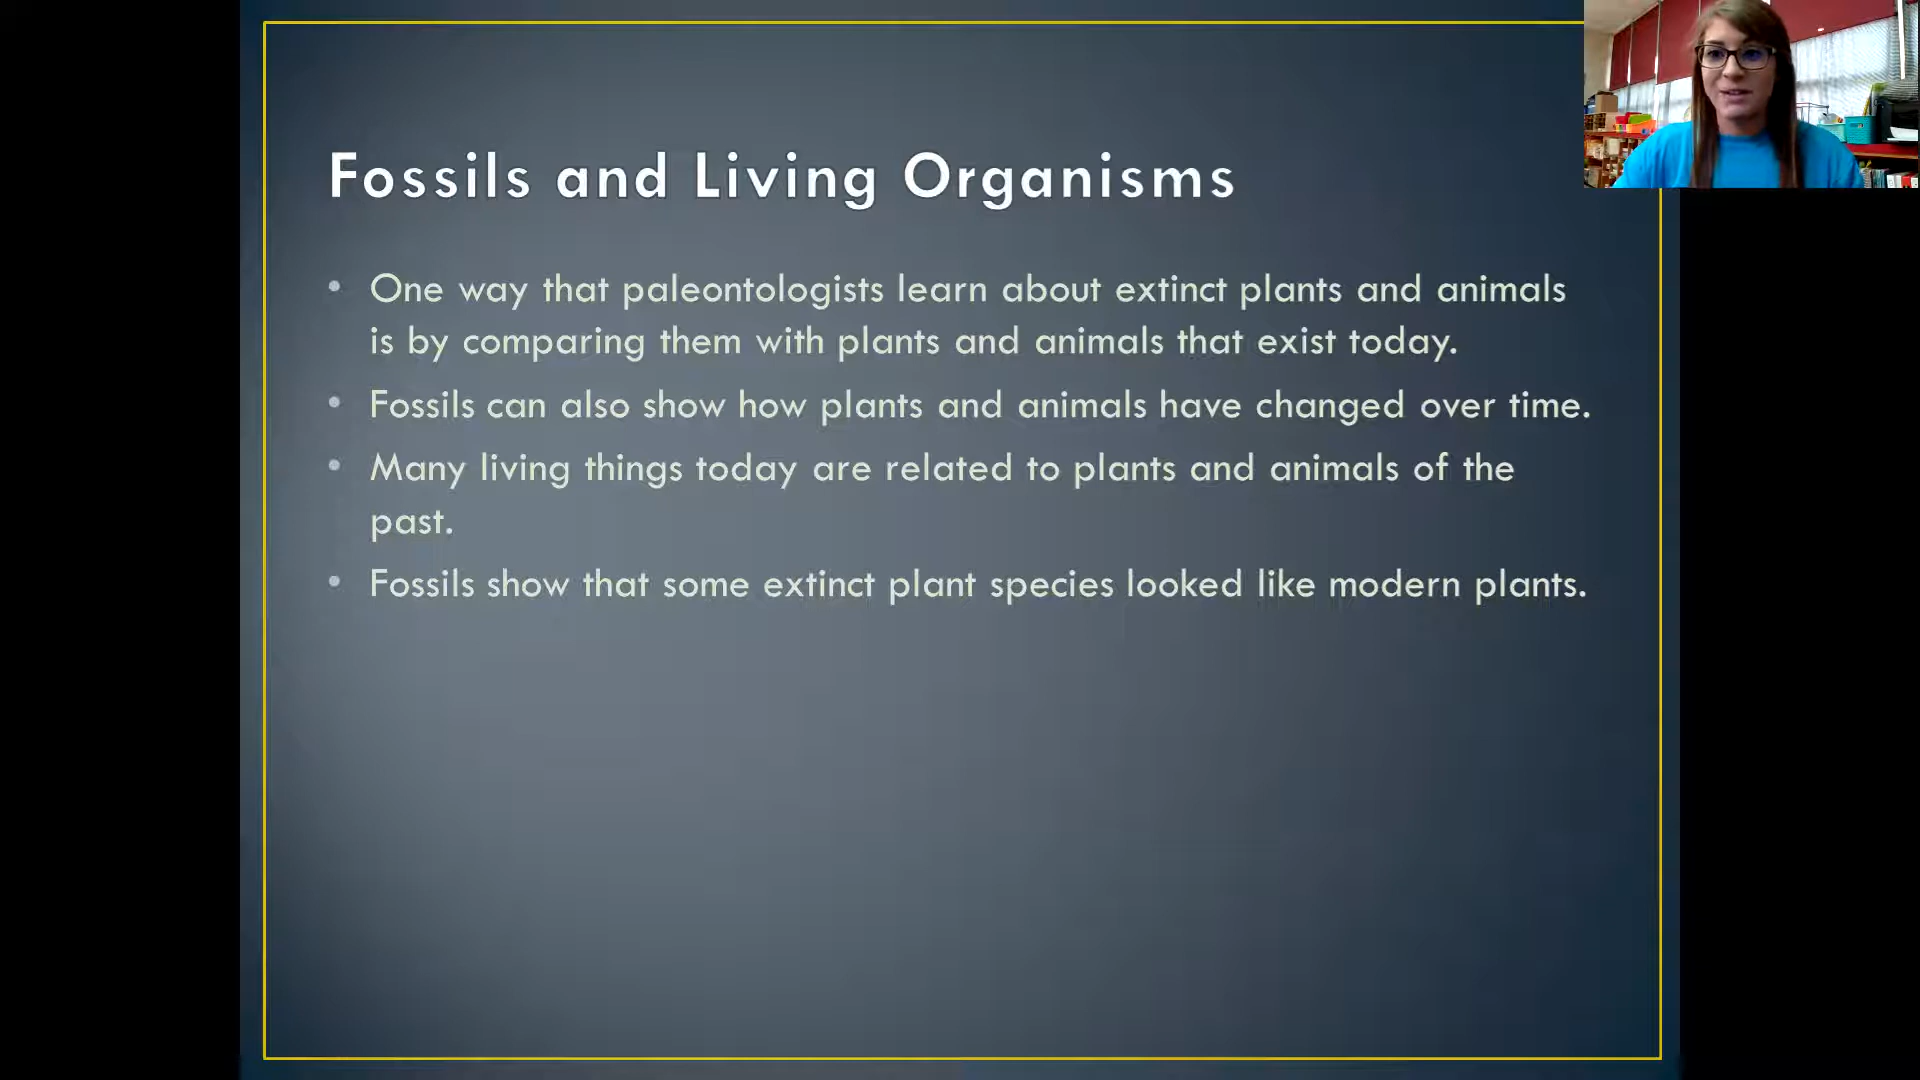 Fossils and Living Organisms
• One way that paleontologists learn about extinct plants and animals
is by comparing them with plants and animals that exist today.
• Fossils can also show how plants and animals have changed over time.
• Many living things today are related to plants and animals of the
past.
• Fossils show that some extinct plant species looked like modern plants.